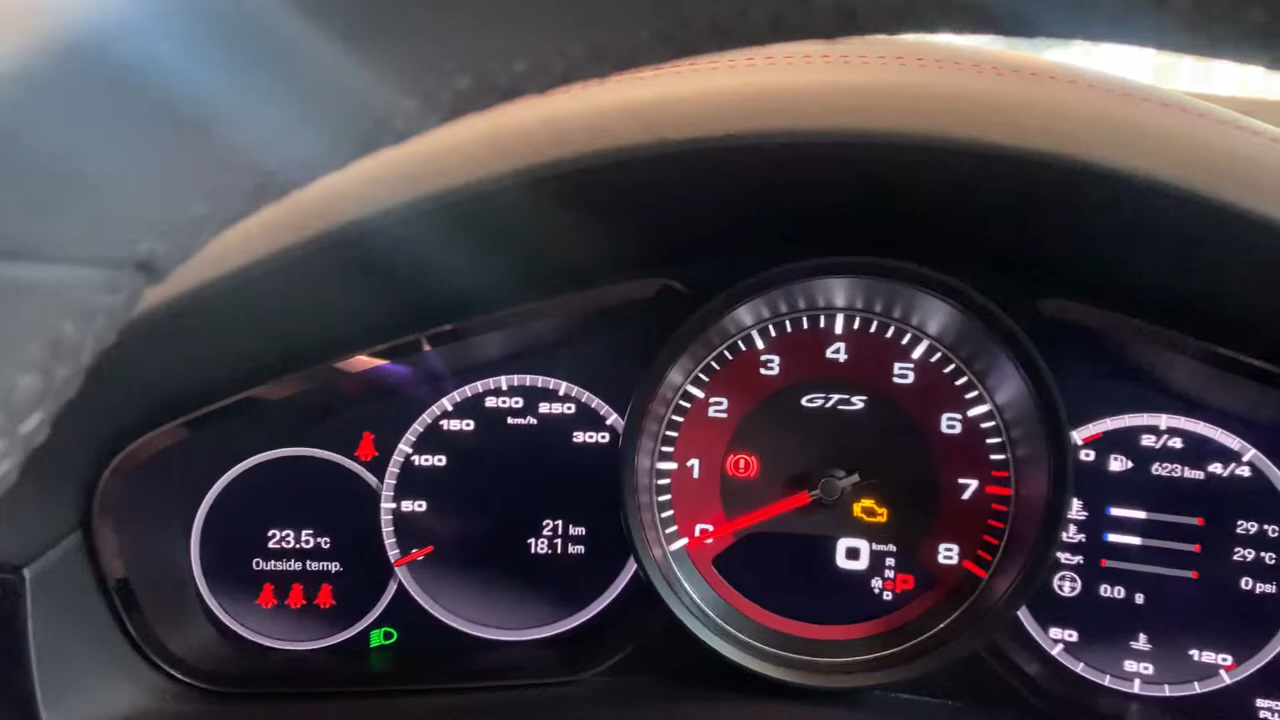 23.5°C
Outside temp.
50
100
150
200
250
300
km/h
21 km
18.1 km
0
1
2
3
4
5
6
7
8
GTS
0 km/h
R
N
D
M
P
0
2/4
4/4
623 km
29 °C
29 °C
0 psi
0.0 g
60
90
120